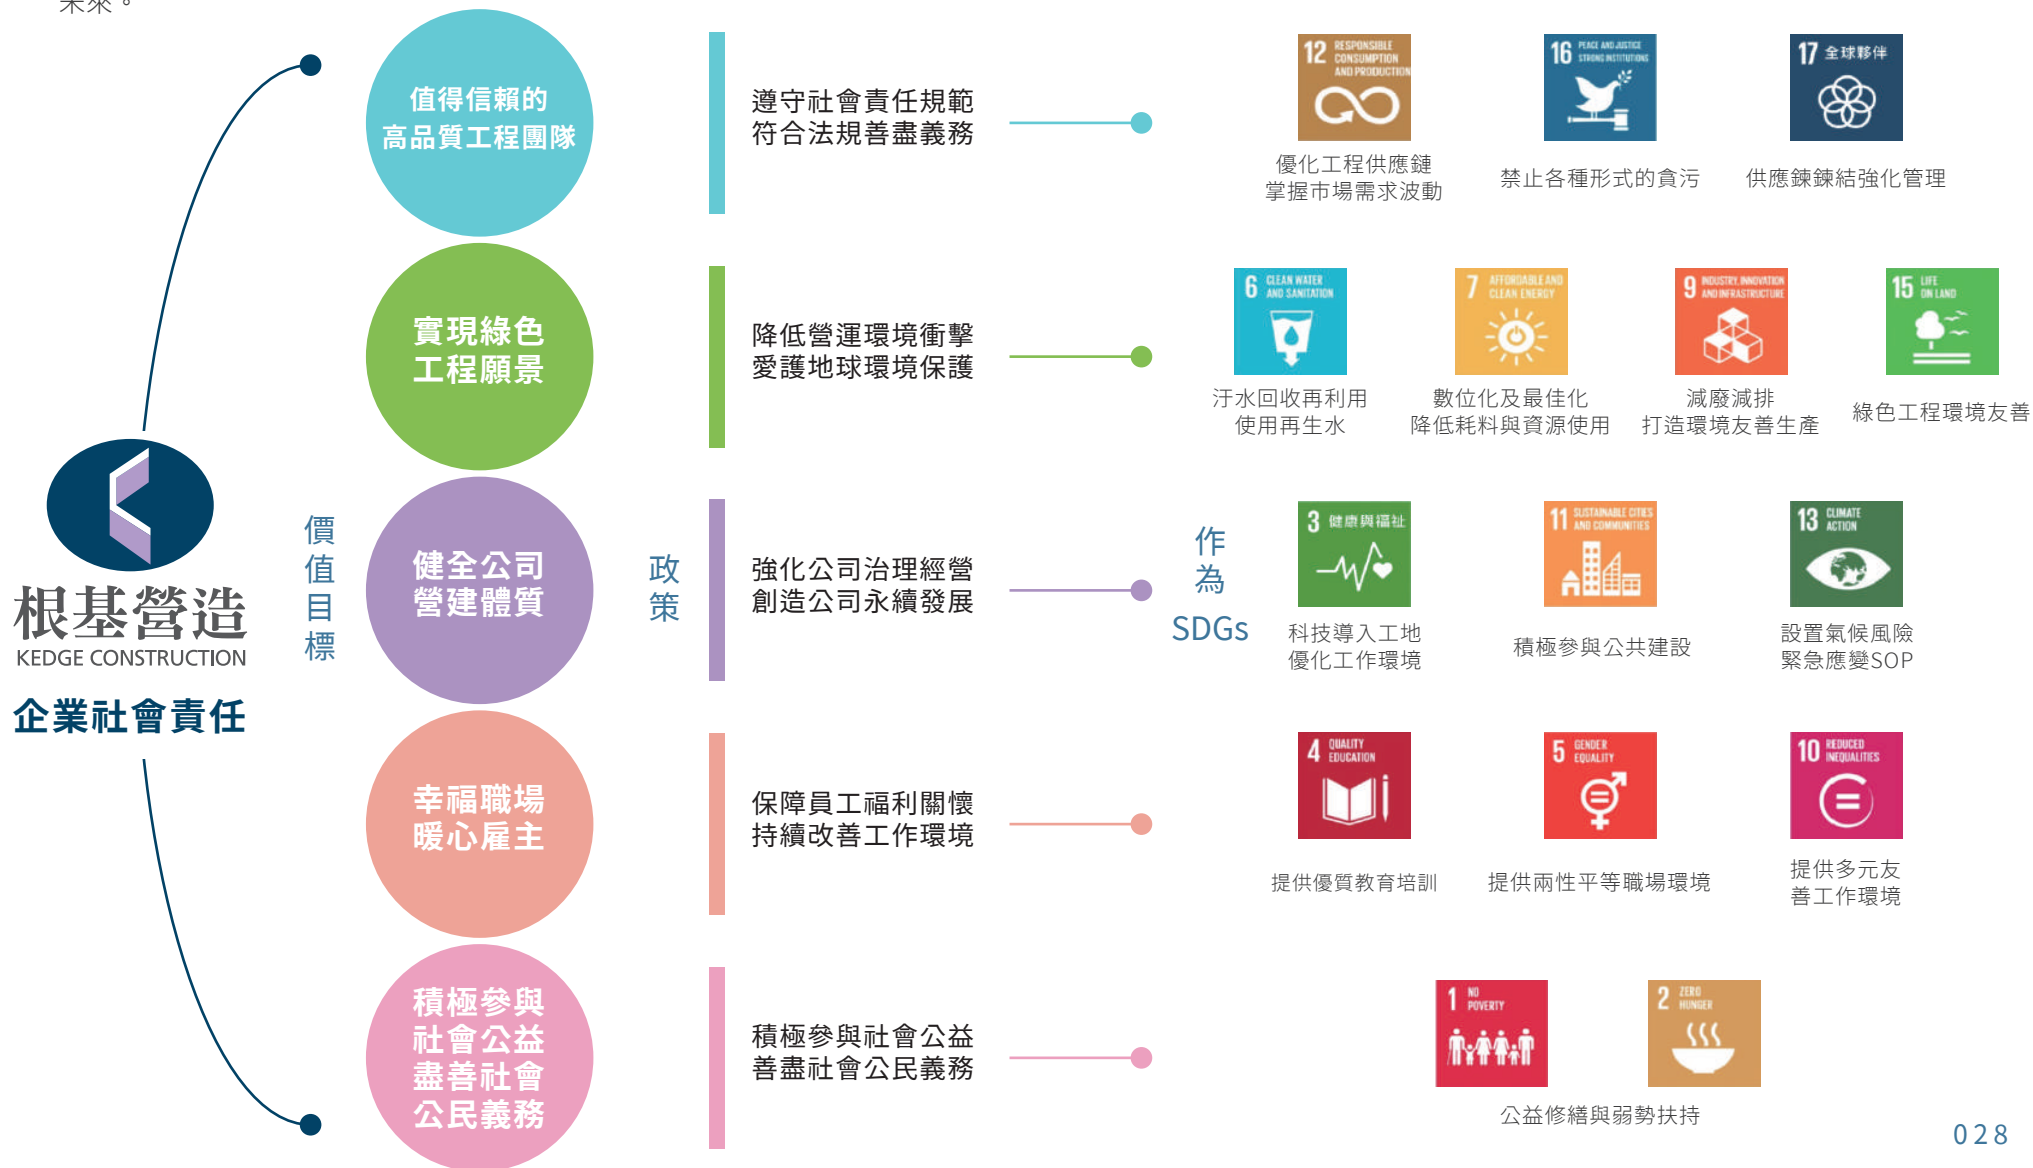 未來。
根基營造
KEDGE CONSTRUCTION
企業社會責任
價值目標
值得信賴的
高品質工程團隊
實現綠色
工程願景
健全公司
營建體質
幸福職場
暖心雇主
積極參與
社會公益
盡善社會
公民義務
政策
遵守社會責任規範
符合法規善盡義務
降低營運環境衝擊
愛護地球環境保護
強化公司治理經營
創造公司永續發展
保障員工福利關懷
持續改善工作環境
積極參與社會公益
善盡社會公民義務
作為
SDGs
12 RESPONSIBLE
CONSUMPTION
AND PRODUCTION
優化工程供應鏈
掌握市場需求波動
16 PEACE AND JUSTICE
STRONG INSTITUTIONS
禁止各種形式的貪污
17 全球夥伴
供應鍊鍊結強化管理
6 CLEAN WATER
AND SANITATION
汙水回收再利用
使用再生水
7 AFFORDABLE AND
CLEAN ENERGY
數位化及最佳化
降低耗料與資源使用
9 INDUSTRY, INNOVATION
AND INFRASTRUCTURE
減廢減排
打造環境友善生產
15 LIFE
ON LAND
綠色工程環境友善
3 健康與福祉
科技導入工地
優化工作環境
11 SUSTAINABLE CITIES
AND COMMUNITIES
積極參與公共建設
13 CLIMATE
ACTION
設置氣候風險
緊急應變SOP
4 QUALITY
EDUCATION
提供優質教育培訓
5 GENDER
EQUALITY
提供兩性平等職場環境
10 REDUCED
INEQUALITIES
提供多元友
善工作環境
1 NO
POVERTY
2 ZERO
HUNGER
公益修繕與弱勢扶持
028